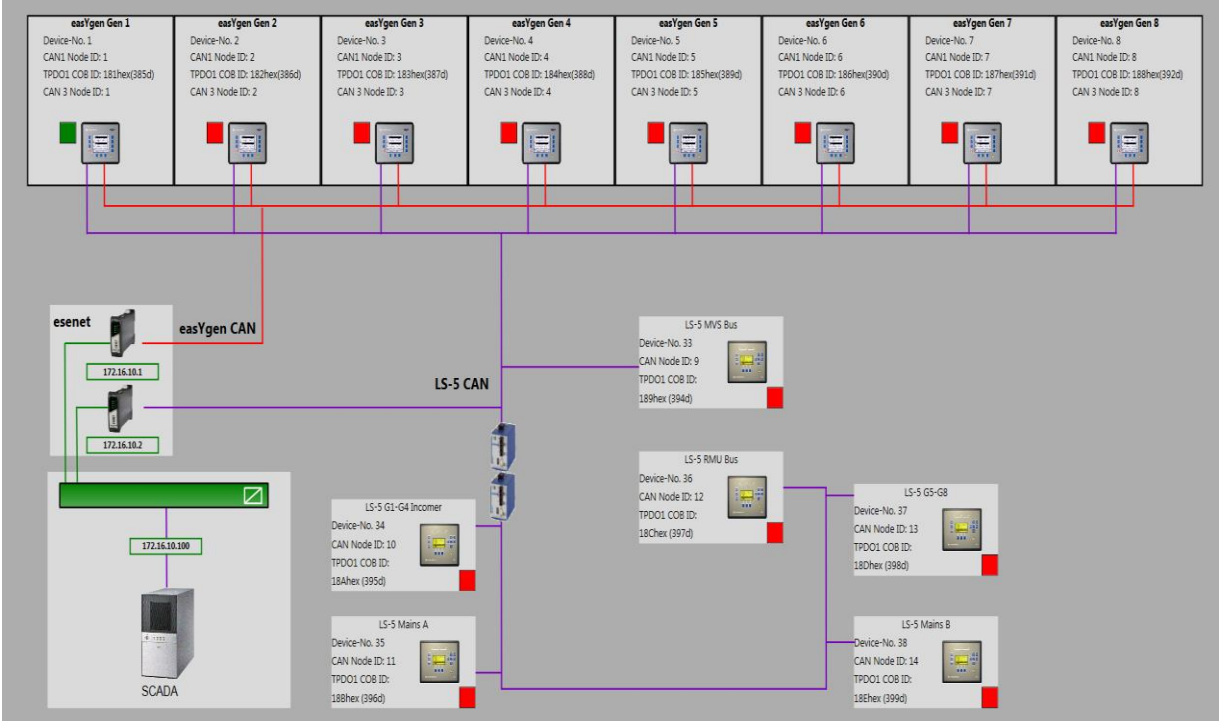 easYgen Gen 1
Device-No. 1
CAN1 Node ID: 1
TPDO1 COB ID: 181hex(385d)
CAN 3 Node ID: 1
easYgen Gen 2
Device-No. 2
CAN1 Node ID: 2
TPDO1 COB ID: 182hex(386d)
CAN 3 Node ID: 2
easYgen Gen 3
Device-No. 3
CAN1 Node ID: 3
TPDO1 COB ID: 183hex(387d)
CAN 3 Node ID: 3
easYgen Gen 4
Device-No. 4
CAN1 Node ID: 4
TPDO1 COB ID: 184hex(388d)
CAN 3 Node ID: 4
easYgen Gen 5
Device-No. 5
CAN1 Node ID: 5
TPDO1 COB ID: 185hex(389d)
CAN 3 Node ID: 5
easYgen Gen 6
Device-No. 6
CAN1 Node ID: 6
TPDO1 COB ID: 186hex(390d)
CAN 3 Node ID: 6
easYgen Gen 7
Device-No. 7
CAN1 Node ID: 7
TPDO1 COB ID: 187hex(391d)
CAN 3 Node ID: 7
easYgen Gen 8
Device-No. 8
CAN1 Node ID: 8
TPDO1 COB ID: 188hex(392d)
CAN 3 Node ID: 8
esenet
easYgen CAN
172.16.10.1
LS-5 CAN
172.16.10.2
172.16.10.100
SCADA
LS-5 MVS Bus
Device-No. 33
CAN Node ID: 9
TPDO1 COB ID:
189hex (394d)
LS-5 RMU Bus
Device-No. 36
CAN Node ID: 12
TPDO1 COB ID:
18Chex (397d)
LS-5 G1-G4 Incomer
Device-No. 34
CAN Node ID: 10
TPDO1 COB ID:
18Ahex (395d)
LS-5 G5-G8
Device-No. 37
CAN Node ID: 13
TPDO1 COB ID:
18Dhex (398d)
LS-5 Mains A
Device-No. 35
CAN Node ID: 11
TPDO1 COB ID:
18Bhex (396d)
LS-5 Mains B
Device-No. 38
CAN Node ID: 14
TPDO1 COB ID:
18Ehex (399d)